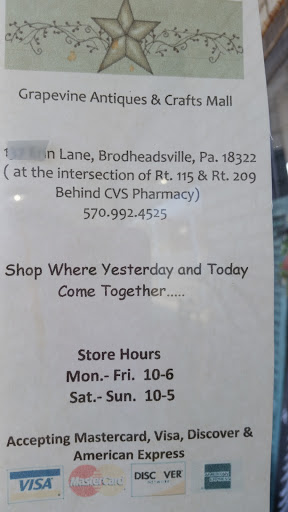 Grapevine Antiques & Crafts Mall
Lane, Brodheadsville, Pa. 18322
( at the intersection of Rt. 115 & Rt. 209
Behind CVS Pharmacy)
570.992.4525
Shop Where Yesterday and Today
Come Together.....
Store Hours
Mon.- Fri. 10-6
Sat.- Sun. 10-5
Accepting Mastercard, Visa, Discover &
American Express
VISA MasterCard DISCOVER